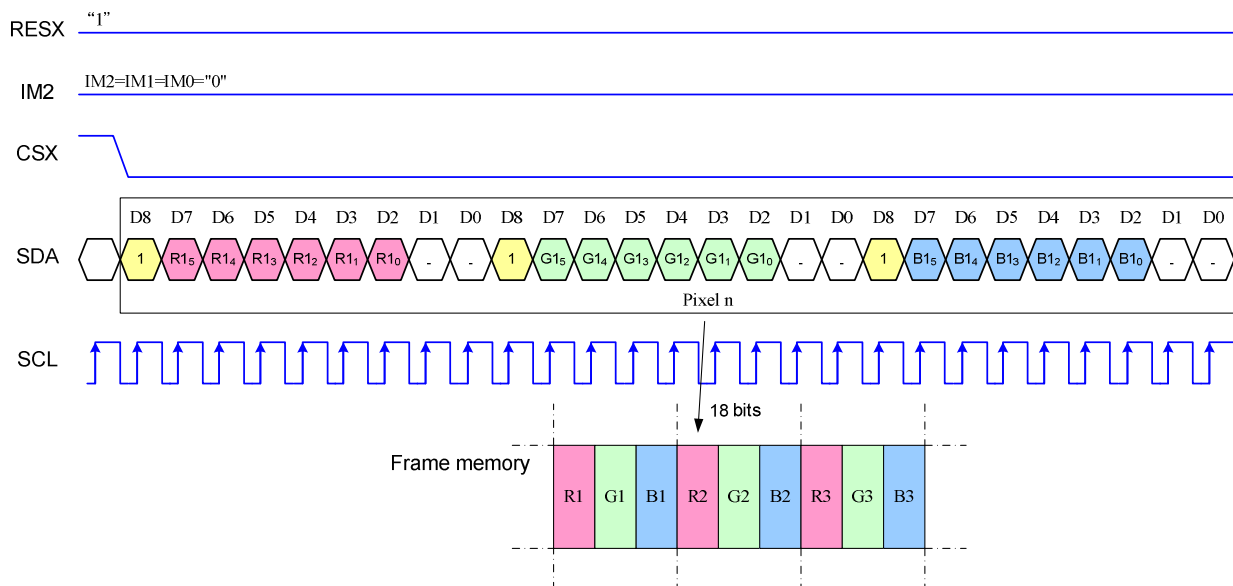 RESX “1”
IM2 IM2=IM1=IM0="0"
CSX
D8 D7 D6 D5 D4 D3 D2 D1 D0 D8 D7 D6 D5 D4 D3 D2 D1 D0 D8 D7 D6 D5 D4 D3 D2 D1 D0
SDA 1 R1₅ R1₄ R1₃ R1₂ R1₁ R1₀ - - 1 G1₅ G1₄ G1₃ G1₂ G1₁ G1₀ - - 1 B1₅ B1₄ B1₃ B1₂ B1₁ B1₀ - -
Pixel n
SCL
18 bits
Frame memory
R1 G1 B1 R2 G2 B2 R3 G3 B3